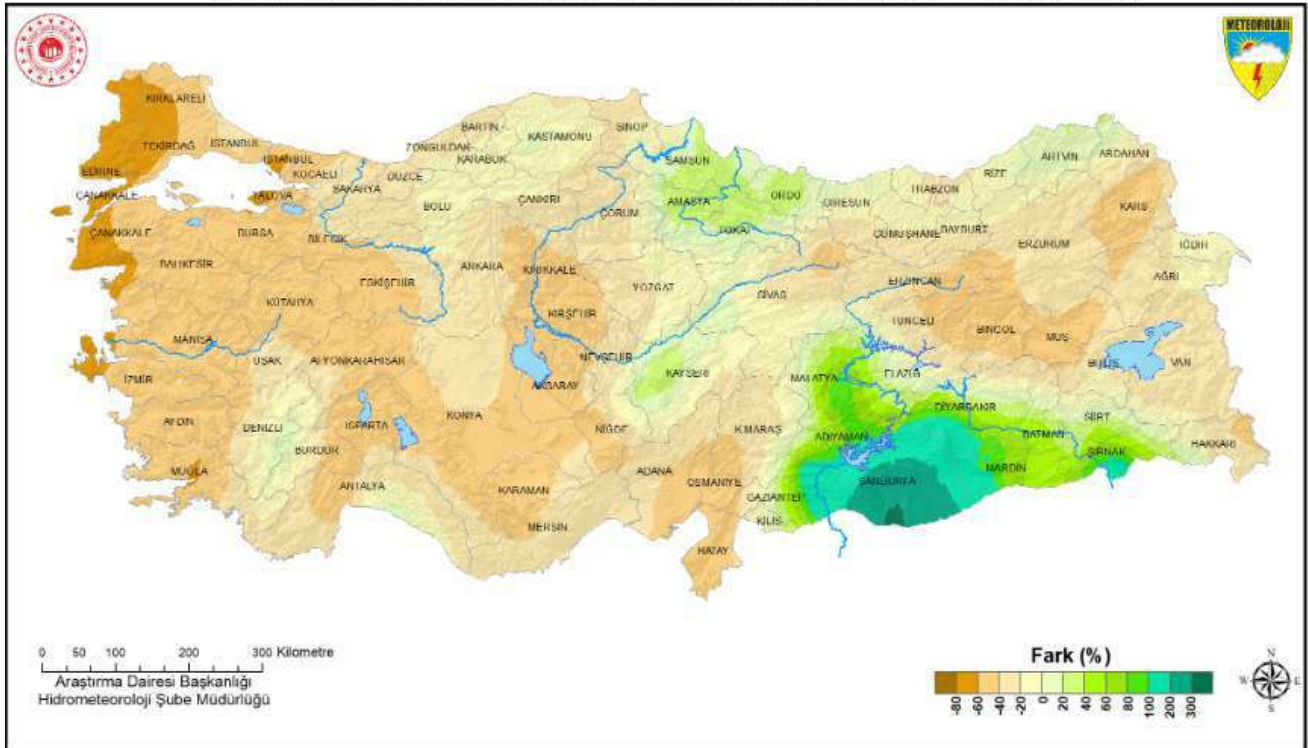 METEOROLOJİ
KIRKLARELİ
TEKİRDAĞ
İSTANBUL
EDİRNE
ÇANAKKALE
İSTANBUL
KOCAELİ
YALOVA
SAKARYA
DÜZCE
ZONGULDAK
BARTIN
KARABÜK
KASTAMONU
SİNOP
SAMSUN
BOLU
ÇANKIRI
ÇORUM
AMASYA
TOKAT
ORDU
GİRESUN
TRABZON
RİZE
ARTVİN
ARDAHAN
KARS
GÜMÜŞHANE
BAYBURT
ERZURUM
IĞDIR
AĞRI
ÇANAKKALE
BALIKESİR
BURSA
BİLECİK
ESKİŞEHİR
ANKARA
KIRIKKALE
YOZGAT
SİVAS
ERZİNCAN
KÜTAHYA
KIRŞEHİR
TUNCELİ
BİNGÖL
MUŞ
BİTLİS
VAN
MANİSA
UŞAK
AFYONKARAHİSAR
NEVŞEHİR
KAYSERİ
AKSARAY
MALATYA
ELAZIĞ
DİYARBAKIR
SİİRT
HAKKARİ
İZMİR
AYDIN
DENİZLİ
ISPARTA
KONYA
NİĞDE
K.MARAŞ
ADIYAMAN
BATMAN
ŞIRNAK
MARDİN
MUĞLA
BURDUR
ANTALYA
KARAMAN
MERSİN
ADANA
OSMANİYE
GAZİANTEP
ŞANLIURFA
KİLİS
HATAY
0 50 100 200 300 Kilometre
Araştırma Dairesi Başkanlığı
Hidrometeoroloji Şube Müdürlüğü
Fark (%)
-80 -60 -40 -20 0 20 40 60 80 100 200 300
N
W E
S